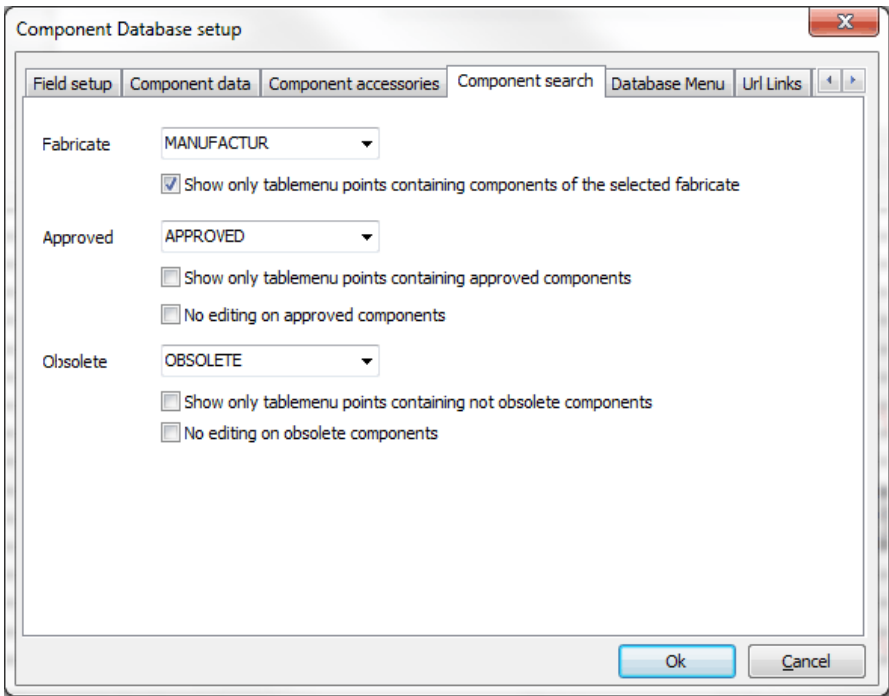 Component Database setup
Field setup Component data Component accessories Component search Database Menu Url Links
Fabricate MANUFACTUR
Show only tablemenu points containing components of the selected fabricate
Approved APPROVED
Show only tablemenu points containing approved components
No editing on approved components
Obsolete OBSOLETE
Show only tablemenu points containing not obsolete components
No editing on obsolete components
Ok Cancel